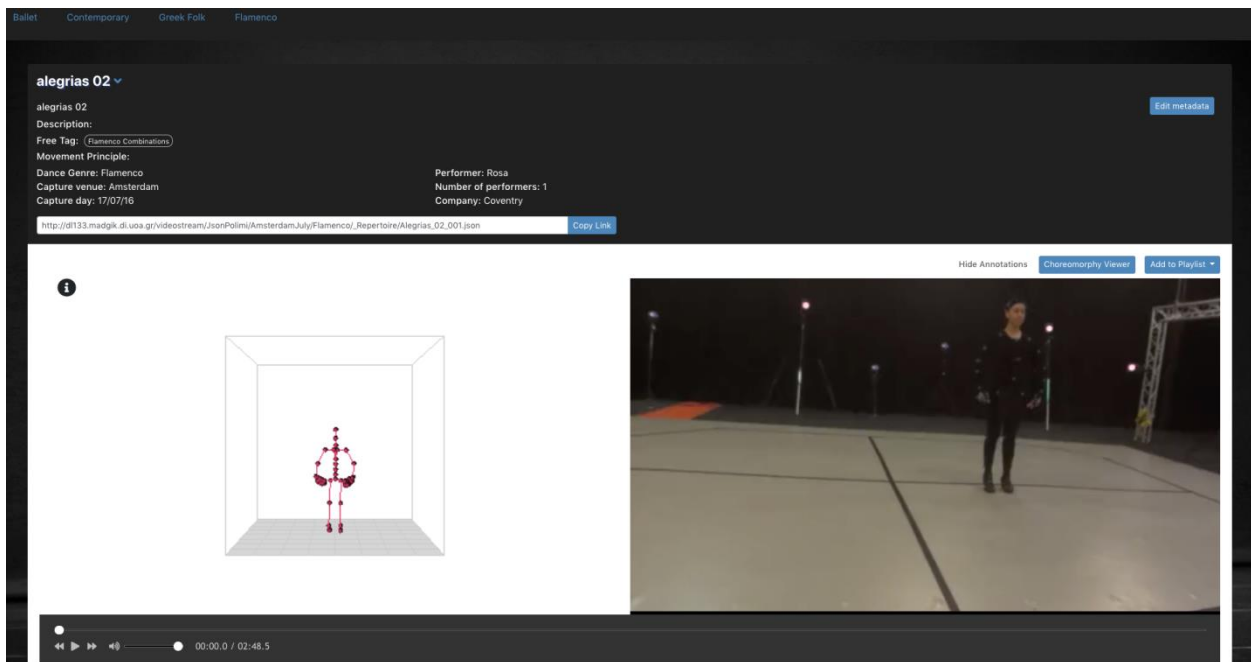 Ballet Contemporary Greek Folk Flamenco
alegrias 02
alegrias 02
Edit metadata
Description:
Free Tag: Flamenco Combinations
Movement Principle:
Dance Genre: Flamenco
Performer: Rosa
Capture venue: Amsterdam
Number of performers: 1
Capture day: 17/07/16
Company: Coventry
http://dl133.madgik.di.uoa.gr/videostream/JsonPolimi/AmsterdamJuly/Flamenco/_Repertoire/Alegrias_02_001.json
Copy Link
Hide Annotations
Choreomorphy Viewer
Add to Playlist
00:00.0 / 02:48.5